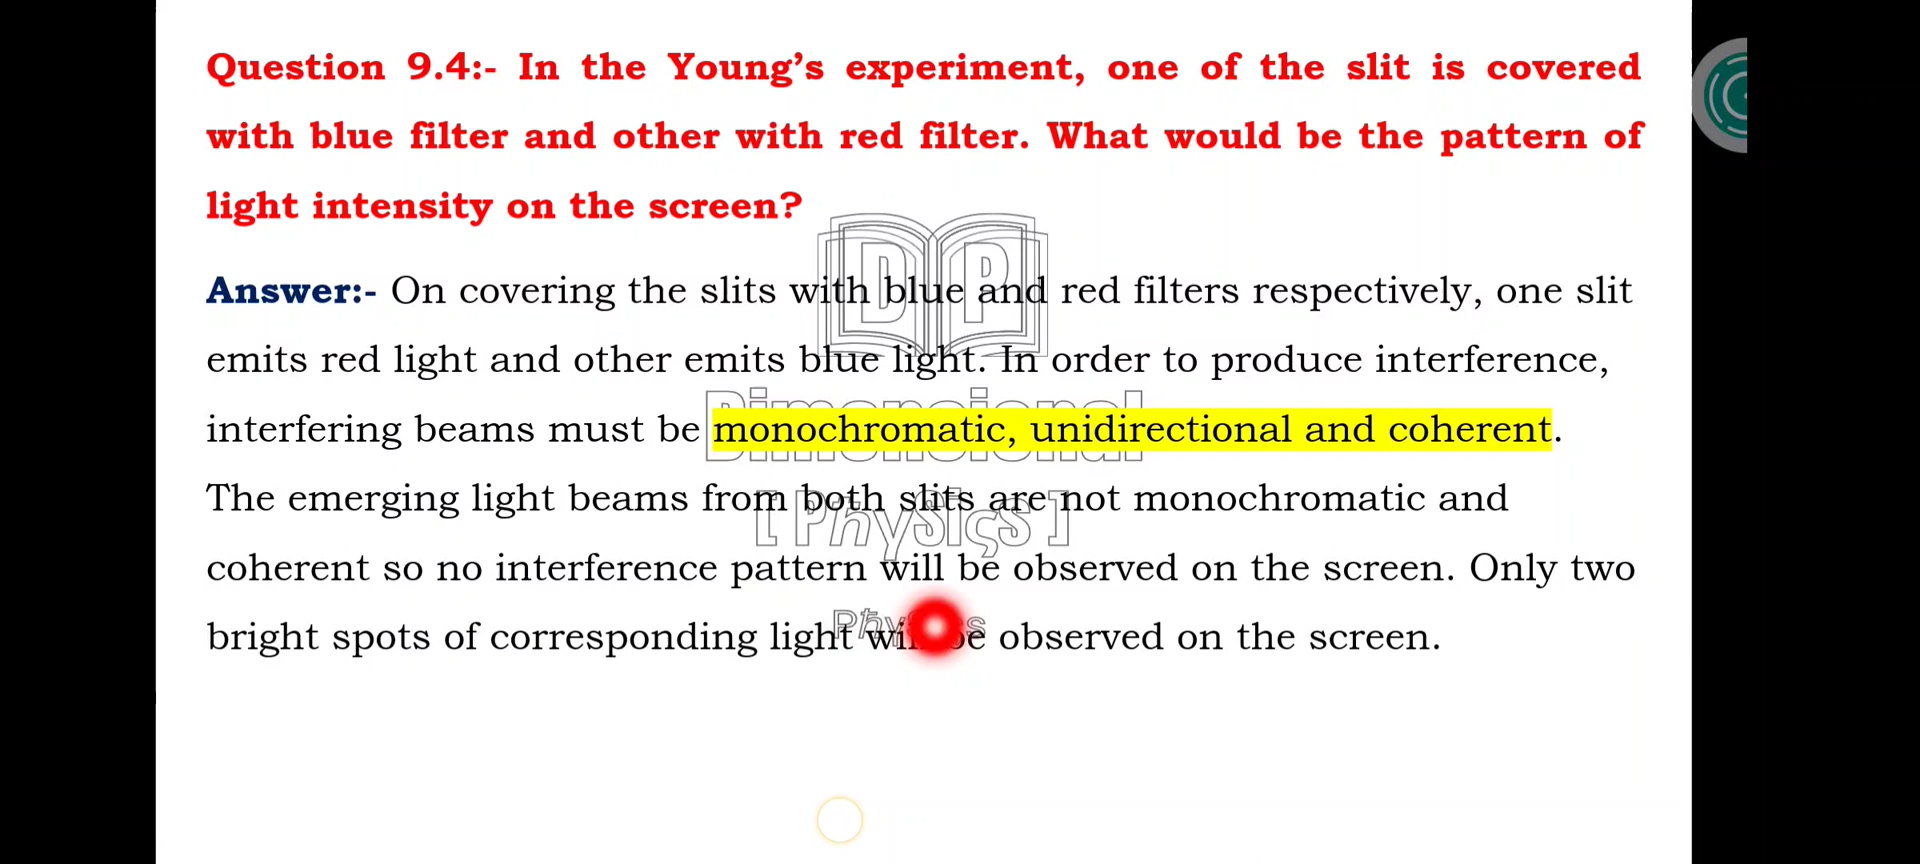 Question 9.4:- In the Young’s experiment, one of the slit is covered
with blue filter and other with red filter. What would be the pattern of
light intensity on the screen?
DP
Answer:- On covering the slits with blue and red filters respectively, one slit
emits red light and other emits blue light. In order to produce interference,
Dimensional
interfering beams must be monochromatic, unidirectional and coherent.
The emerging light beams from both slits are not monochromatic and
[ Physics ]
coherent so no interference pattern will be observed on the screen. Only two
bright spots of corresponding light will be observed on the screen.